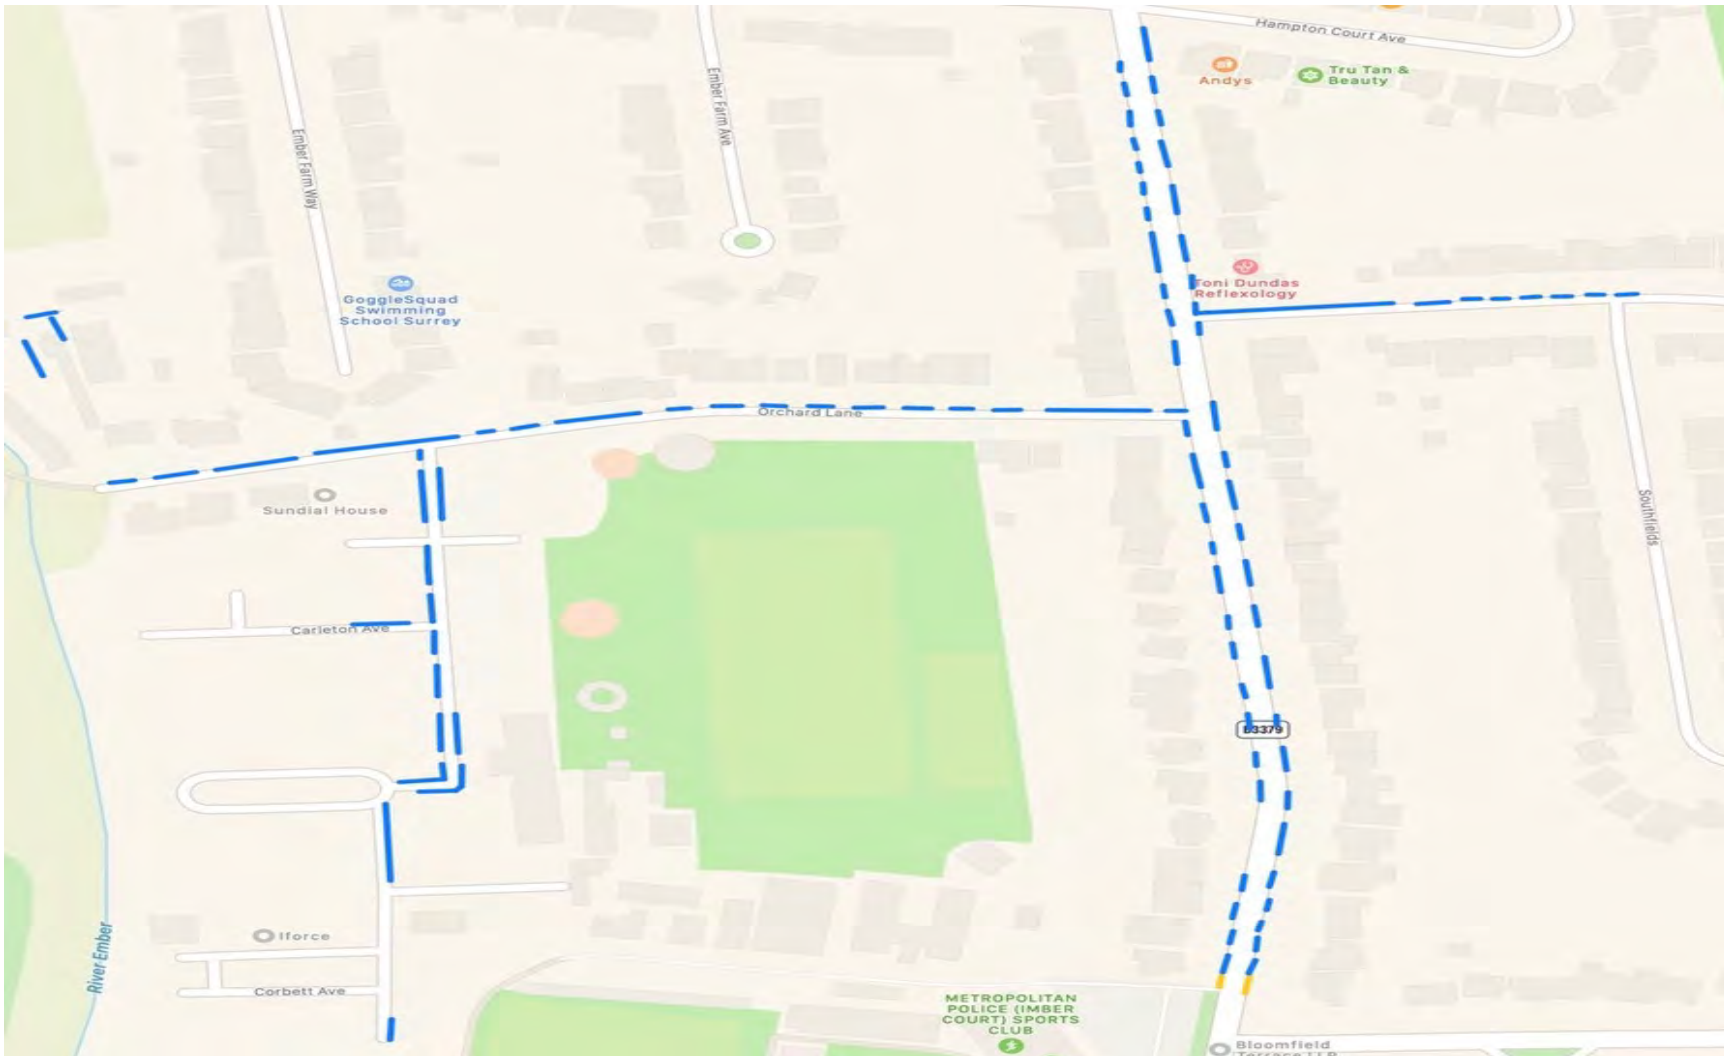 Hampton Court Ave
Andys
Tru Tan &
Beauty
Ember Farm Ave
Ember Farm Way
Toni Dundas
Reflexology
GoggleSquad
Swimming
School Surrey
Orchard Lane
Sundial House
Southfields
Carleton Ave
B3379
River Ember
Iforce
Corbett Ave
METROPOLITAN
POLICE (IMBER
COURT) SPORTS
CLUB
Bloomfield
Terrace LLP